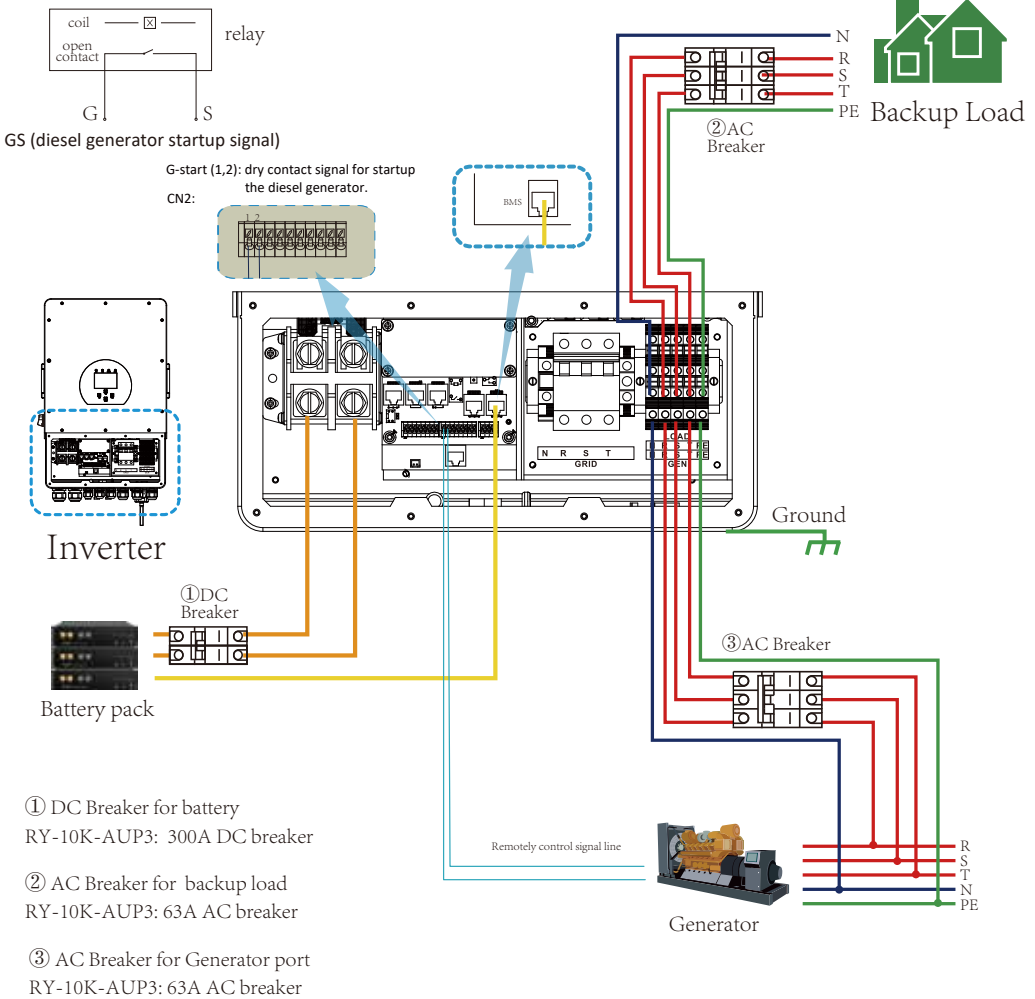 coil
X
open
contact
relay
G
S
GS (diesel generator startup signal)
G-start (1,2): dry contact signal for startup
the diesel generator.
CN2:
1 2
BMS
N
R
S
T
PE
Backup Load
②AC
Breaker
N R S T
GRID
LOAD
N R S T PE
GEN
Ground
Inverter
①DC
Breaker
Battery pack
③AC Breaker
Remotely control signal line
Generator
R
S
T
N
PE
① DC Breaker for battery
RY-10K-AUP3: 300A DC breaker
② AC Breaker for backup load
RY-10K-AUP3: 63A AC breaker
③ AC Breaker for Generator port
RY-10K-AUP3: 63A AC breaker